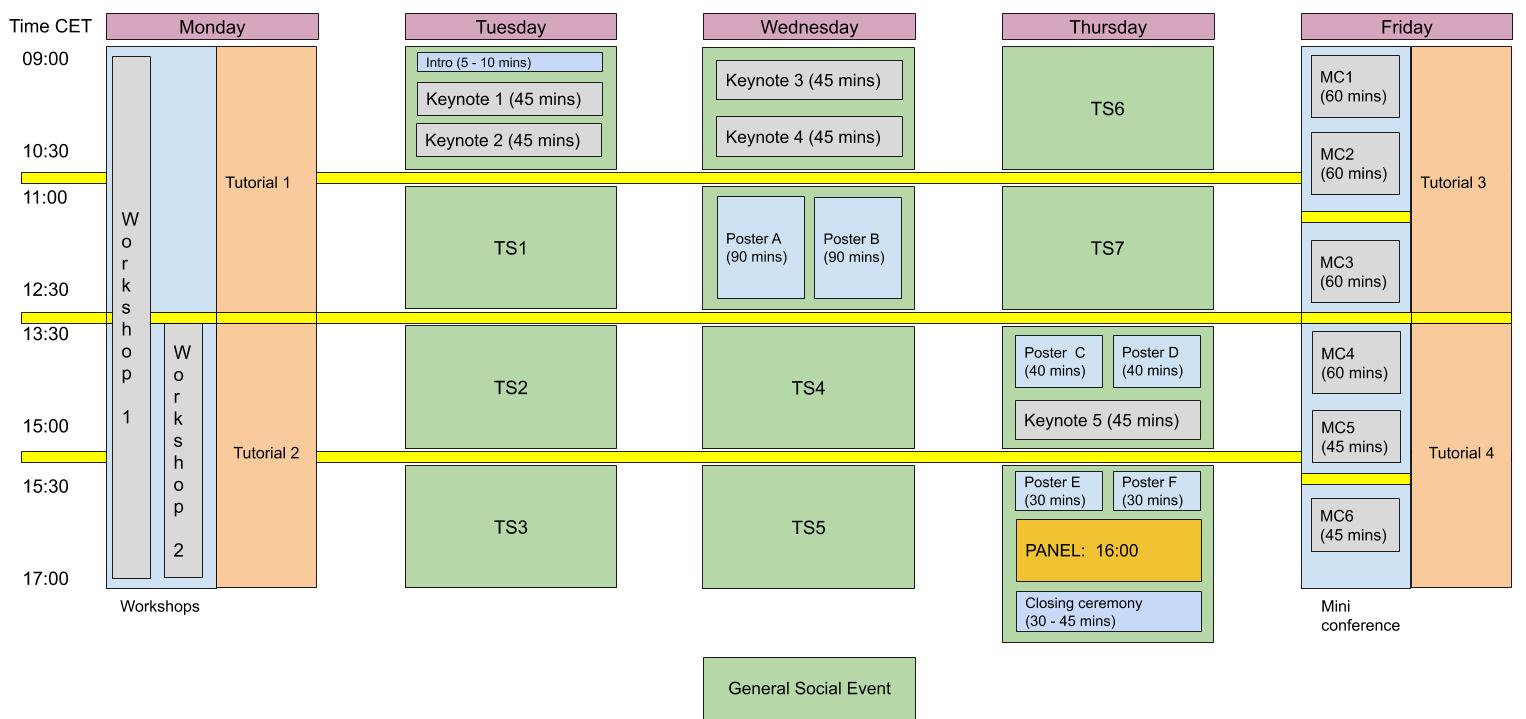 Time CET
Monday
Tuesday
Wednesday
Thursday
Friday
09:00
10:30
11:00
12:30
13:30
15:00
15:30
17:00
Workshop 1
Workshop 2
Tutorial 1
Tutorial 2
Workshops
Intro (5 - 10 mins)
Keynote 1 (45 mins)
Keynote 2 (45 mins)
TS1
TS2
TS3
Keynote 3 (45 mins)
Keynote 4 (45 mins)
Poster A
(90 mins)
Poster B
(90 mins)
TS4
TS5
General Social Event
TS6
TS7
Poster C
(40 mins)
Poster D
(40 mins)
Keynote 5 (45 mins)
Poster E
(30 mins)
Poster F
(30 mins)
PANEL: 16:00
Closing ceremony
(30 - 45 mins)
MC1
(60 mins)
MC2
(60 mins)
MC3
(60 mins)
MC4
(60 mins)
MC5
(45 mins)
MC6
(45 mins)
Mini
conference
Tutorial 3
Tutorial 4